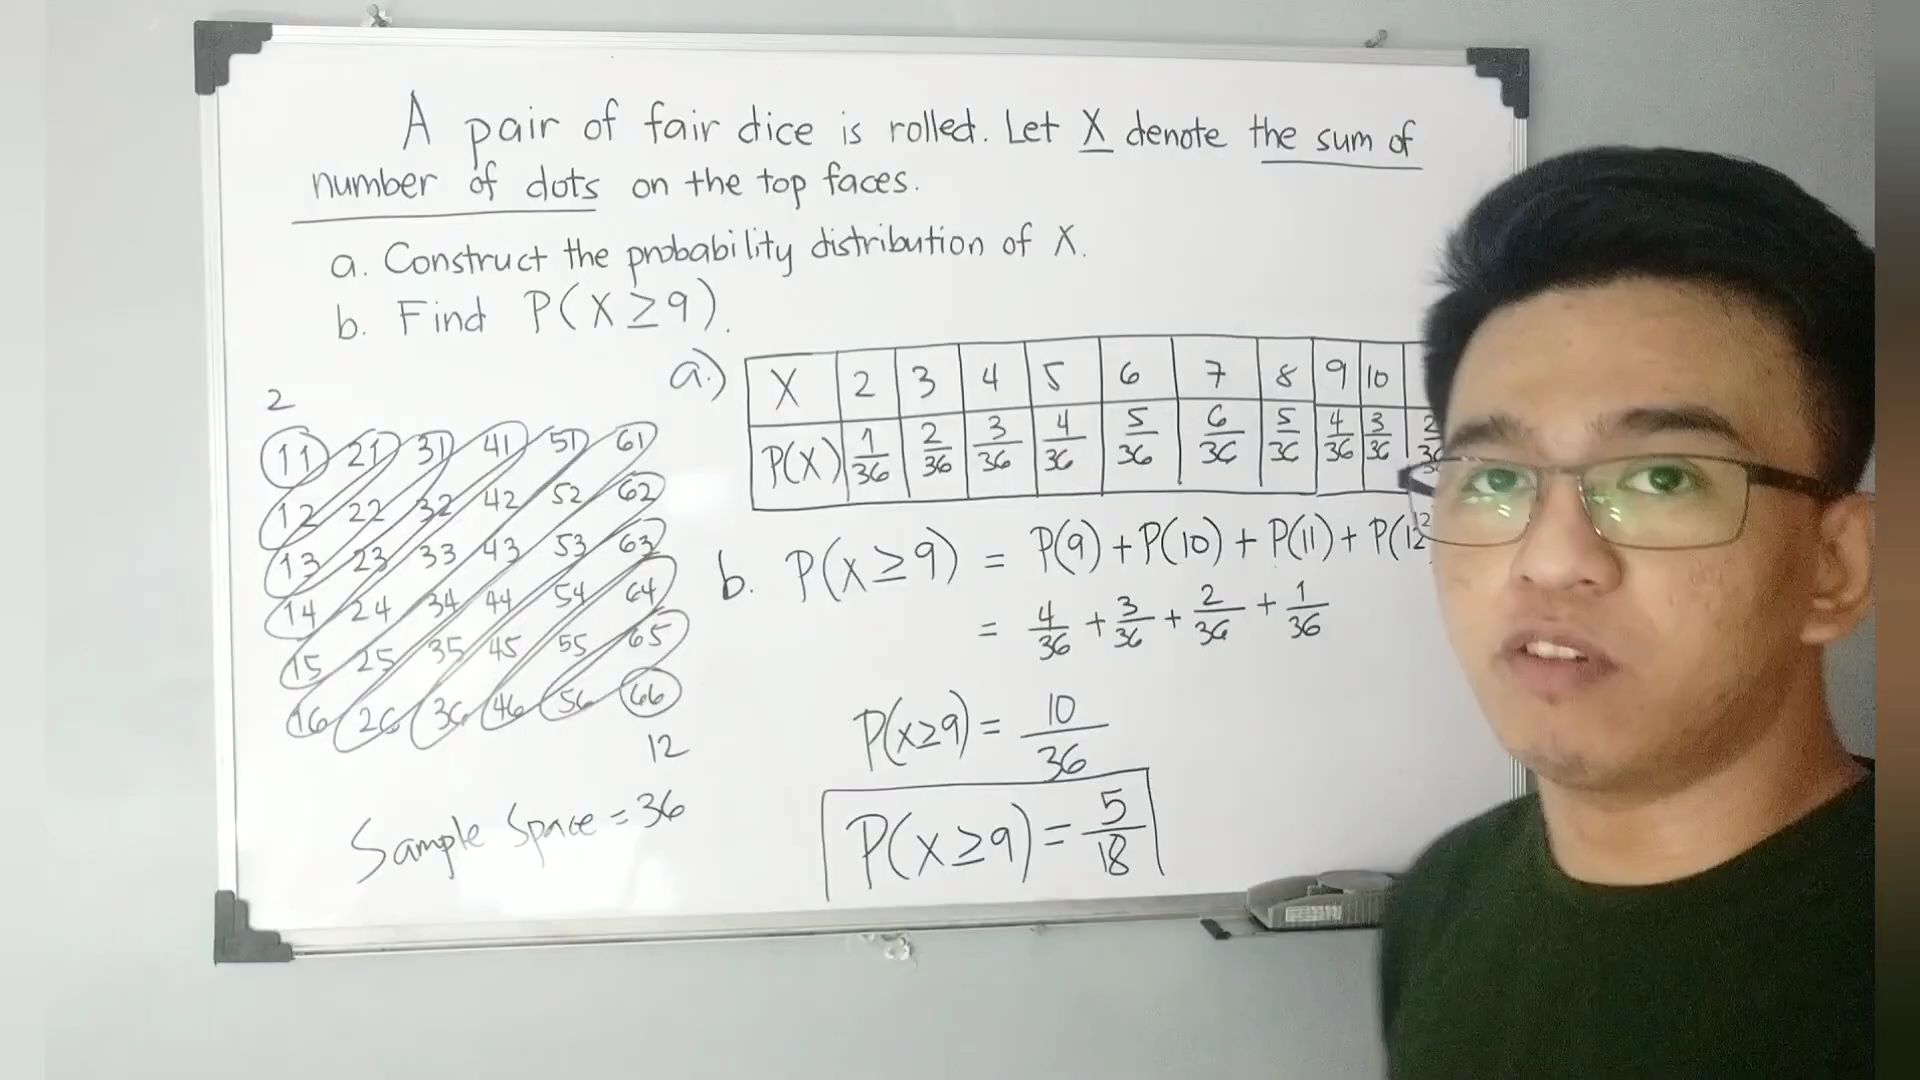 A pair of fair dice is rolled. Let X denote the sum of
number of dots on the top faces.
a. Construct the probability distribution of X.
b. Find P(X ≥ 9).
a.)
X 2 3 4 5 6 7 8 9 10
P(X) 1/36 2/36 3/36 4/36 5/36 6/36 5/36 4/36 3/36
2
11 21 31 41 51 61
12 22 32 42 52 62
13 23 33 43 53 63
14 24 34 44 54 64
15 25 35 45 55 65
16 26 36 46 56 66
12
Sample Space = 36
b. P(X ≥ 9) = P(9) + P(10) + P(11) + P(12
= 4/36 + 3/36 + 2/36 + 1/36
P(X≥9) = 10/36
P(X ≥ 9) = 5/18